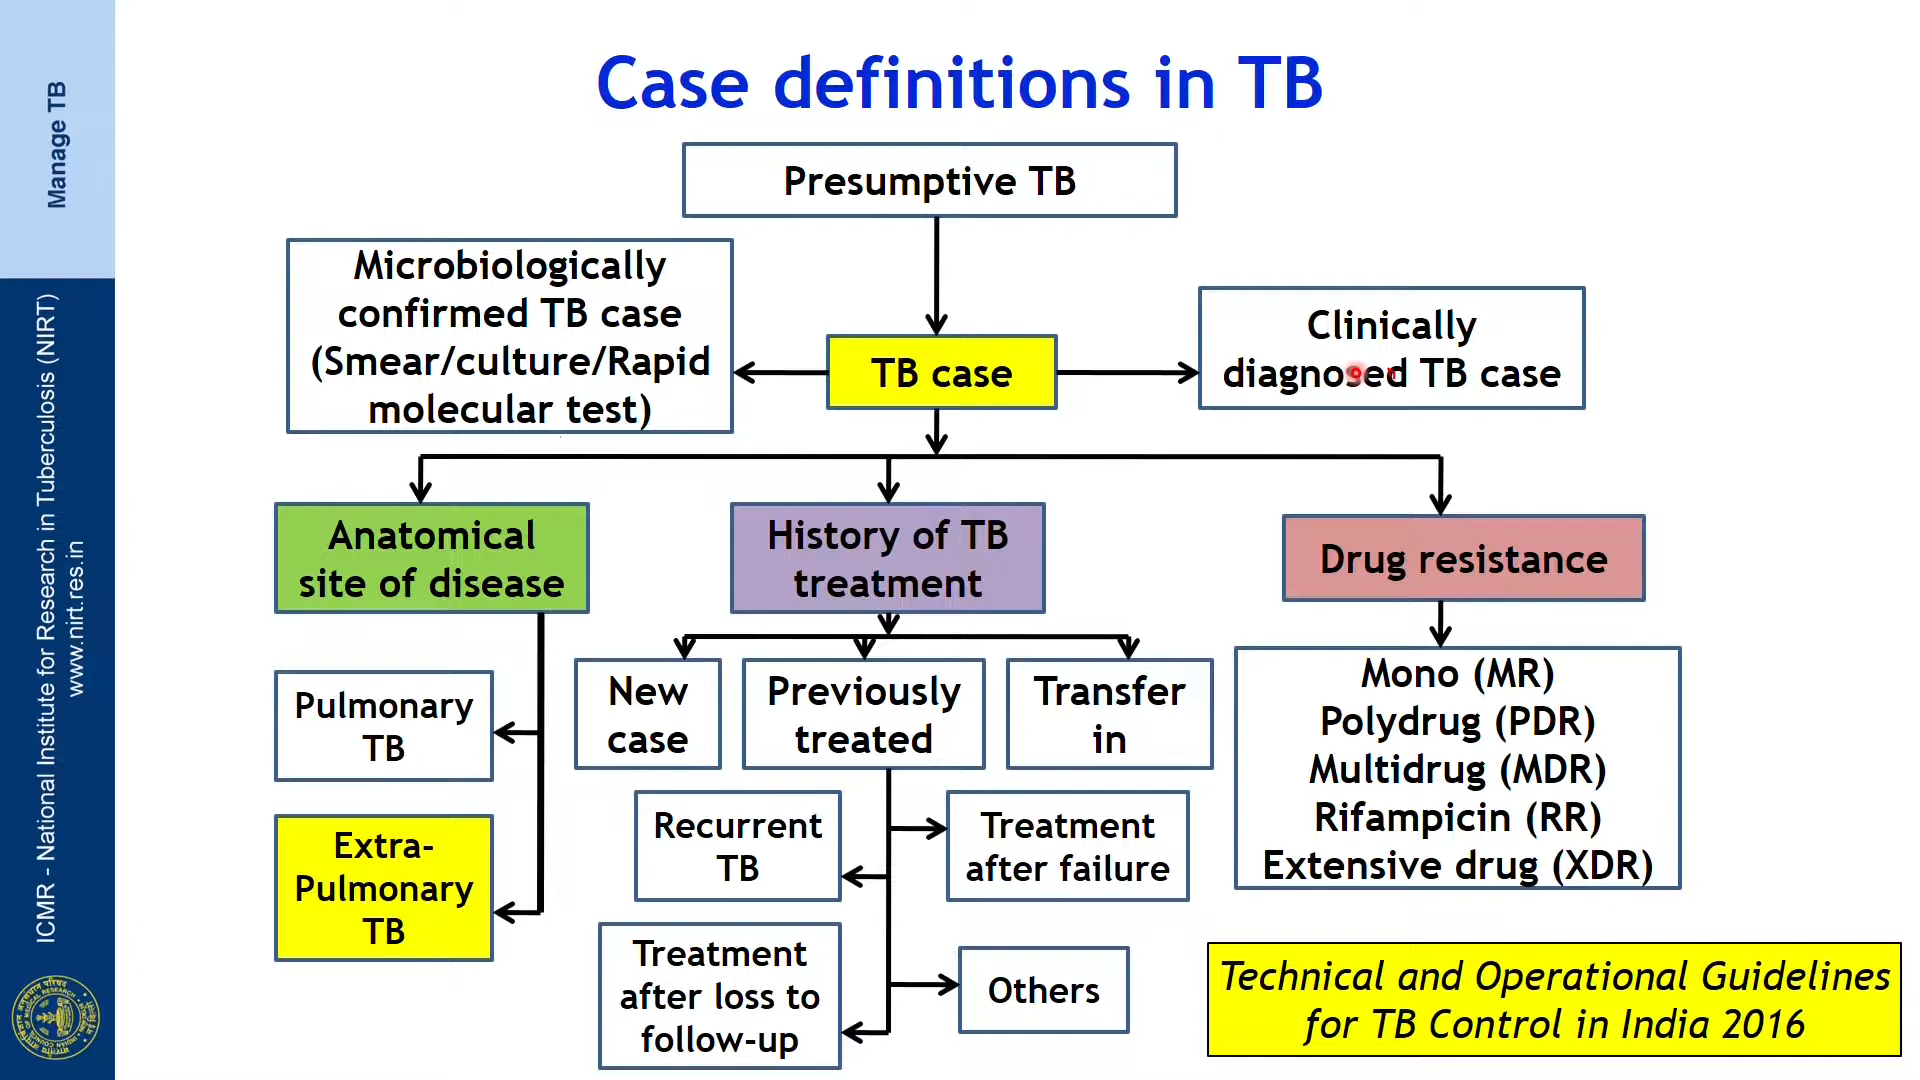 Manage TB
ICMR - National Institute for Research in Tuberculosis (NIRT)
www.nirt.res.in
Case definitions in TB
Presumptive TB
Microbiologically
confirmed TB case
(Smear/culture/Rapid
molecular test)
TB case
Clinically
diagnosed TB case
Anatomical
site of disease
History of TB
treatment
Drug resistance
Pulmonary
TB
Extra-
Pulmonary
TB
New
case
Previously
treated
Transfer
in
Recurrent
TB
Treatment
after failure
Treatment
after loss to
follow-up
Others
Mono (MR)
Polydrug (PDR)
Multidrug (MDR)
Rifampicin (RR)
Extensive drug (XDR)
Technical and Operational Guidelines
for TB Control in India 2016